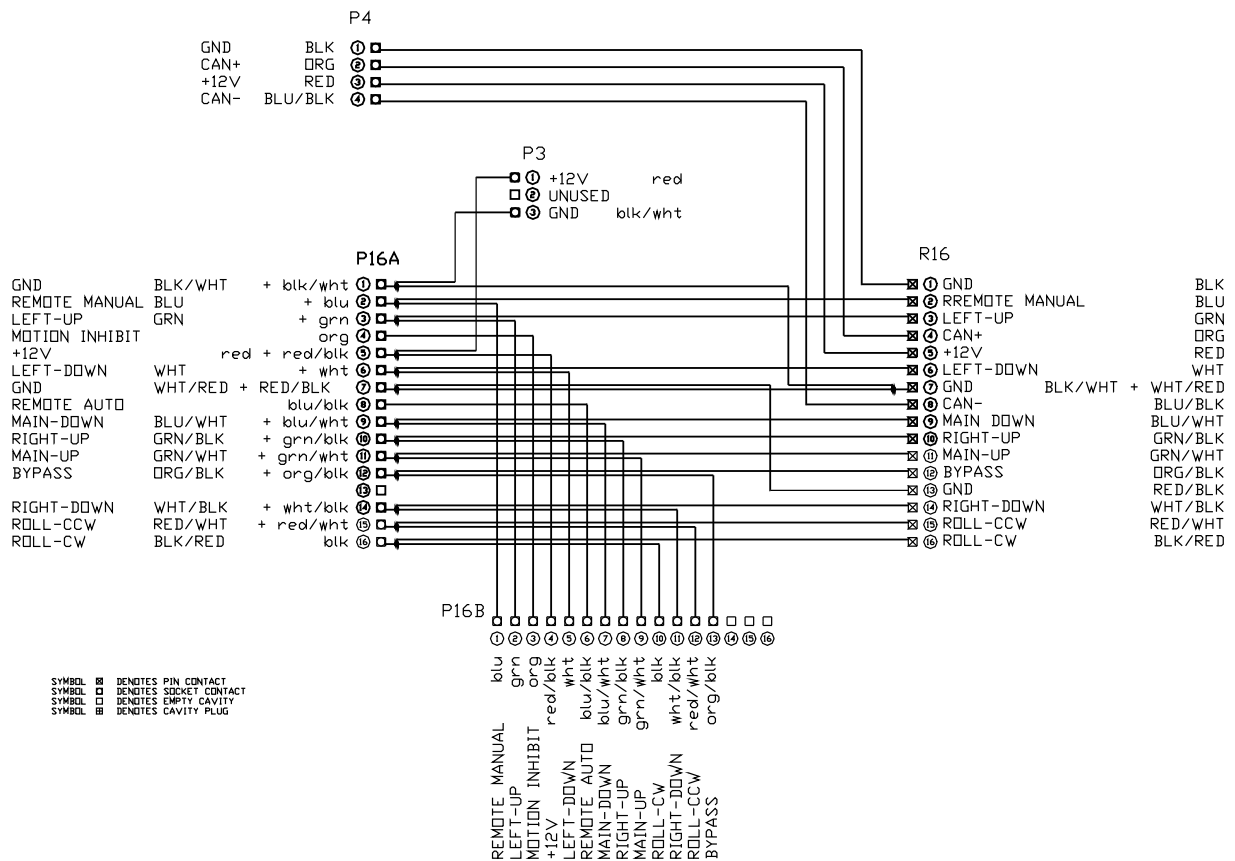 P4
GND BLK 1
CAN+ ORG 2
+12V RED 3
CAN- BLU/BLK 4
P3
1 +12V red
2 UNUSED
3 GND blk/wht
P16A
GND BLK/WHT + blk/wht 1
REMOTE MANUAL BLU + blu 2
LEFT-UP GRN + grn 3
MOTION INHIBIT org 4
+12V red + red/blk 5
LEFT-DOWN WHT + wht 6
GND WHT/RED + RED/BLK 7
REMOTE AUTO blu/blk 8
MAIN-DOWN BLU/WHT + blu/wht 9
RIGHT-UP GRN/BLK + grn/blk 10
MAIN-UP GRN/WHT + grn/wht 11
BYPASS ORG/BLK + org/blk 12
13
RIGHT-DOWN WHT/BLK + wht/blk 14
ROLL-CCW RED/WHT + red/wht 15
ROLL-CW BLK/RED blk 16
R16
1 GND BLK
2 RREMOTE MANUAL BLU
3 LEFT-UP GRN
4 CAN+ ORG
5 +12V RED
6 LEFT-DOWN WHT
7 GND BLK/WHT + WHT/RED
8 CAN- BLU/BLK
9 MAIN DOWN BLU/WHT
10 RIGHT-UP GRN/BLK
11 MAIN-UP GRN/WHT
12 BYPASS ORG/BLK
13 GND RED/BLK
14 RIGHT-DOWN WHT/BLK
15 ROLL-CCW RED/WHT
16 ROLL-CW BLK/RED
P16B
1 blu REMOTE MANUAL
2 grn LEFT-UP
3 org MOTION INHIBIT
4 red/blk +12V
5 wht LEFT-DOWN
6 blu/blk REMOTE AUTO
7 blu/wht MAIN-DOWN
8 grn/blk RIGHT-UP
9 grn/wht MAIN-UP
10 blk ROLL-CW
11 wht/blk RIGHT-DOWN
12 red/wht ROLL-CCW
13 org/blk BYPASS
14
15
16
SYMBOL DENOTES PIN CONTACT
SYMBOL DENOTES SOCKET CONTACT
SYMBOL DENOTES EMPTY CAVITY
SYMBOL DENOTES CAVITY PLUG